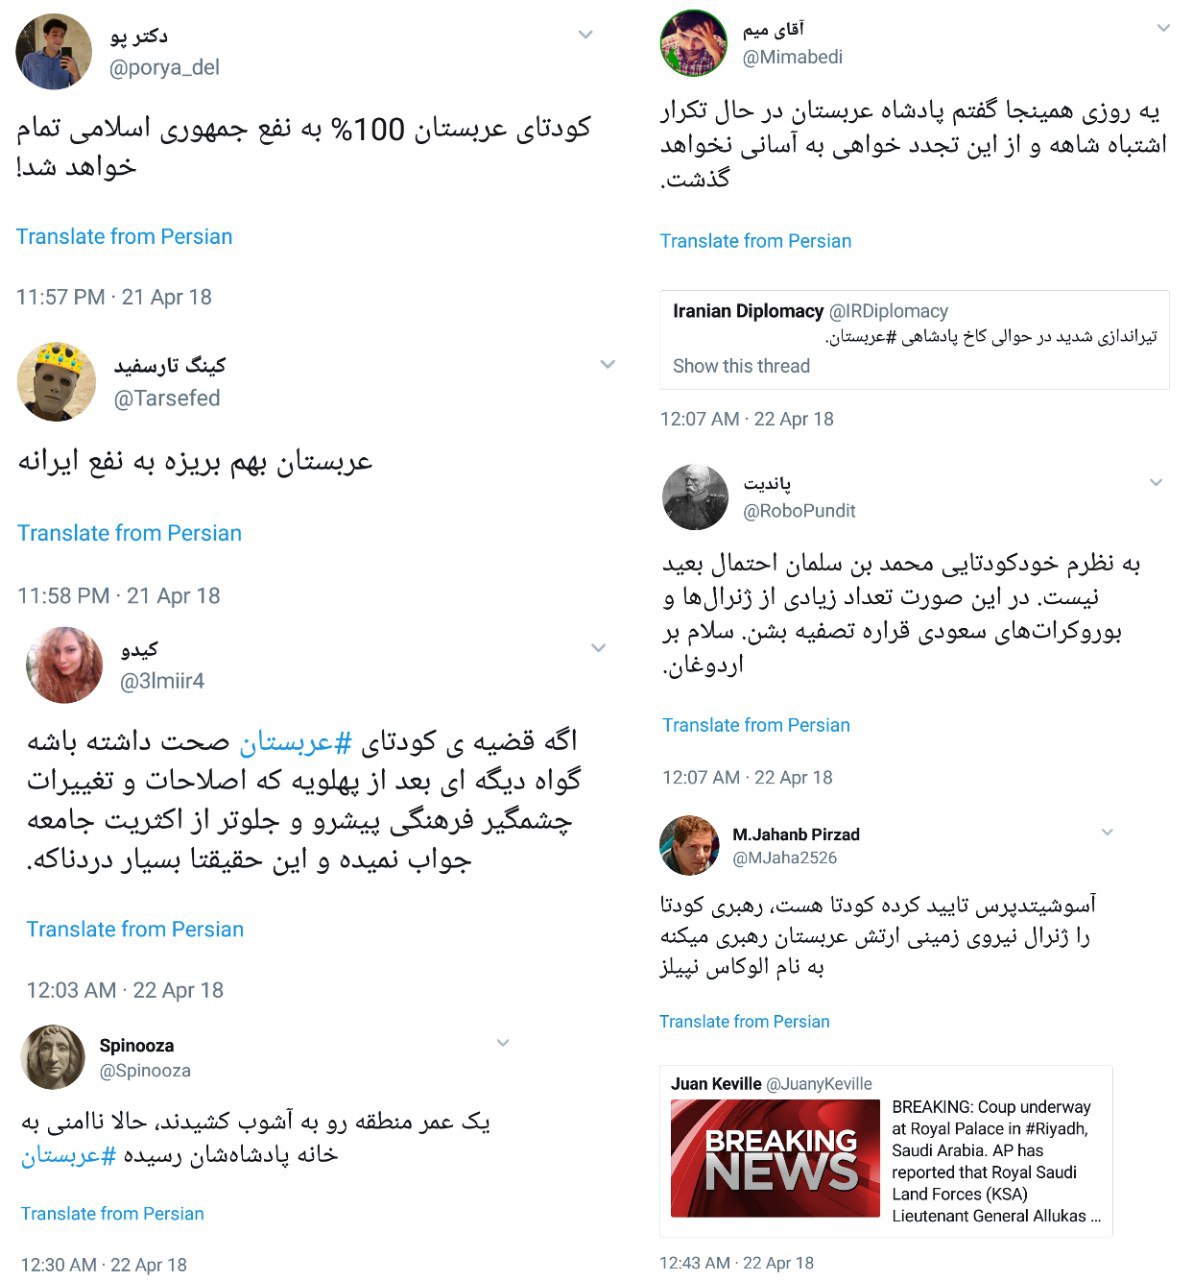 دکتر پو
@porya_del
کودتای عربستان 100% به نفع جمهوری اسلامی تمام
خواهد شد!
Translate from Persian
11:57 PM · 21 Apr 18
کینگ تارسفید
@Tarsefed
عربستان بهم بریزه به نفع ایرانه
Translate from Persian
11:58 PM · 21 Apr 18
کیدو
@3lmiir4
اگه قضیه ی کودتای #عربستان صحت داشته باشه
گواه دیگه ای بعد از پهلویه که اصلاحات و تغییرات
چشمگیر فرهنگی پیشرو و جلوتر از اکثریت جامعه
جواب نمیده و این حقیقتا بسیار دردناکه.
Translate from Persian
12:03 AM · 22 Apr 18
Spinooza
@Spinooza
یک عمر منطقه رو به آشوب کشیدند، حالا ناامنی به
خانه پادشاه‌شان رسیده #عربستان
Translate from Persian
12:30 AM · 22 Apr 18
آقای میم
@Mimabedi
یه روزی همینجا گفتم پادشاه عربستان در حال تکرار
اشتباه شاهه و از این تجدد خواهی به آسانی نخواهد
گذشت.
Translate from Persian
Iranian Diplomacy @IRDiplomacy
تیراندازی شدید در حوالی کاخ پادشاهی #عربستان.
Show this thread
12:07 AM · 22 Apr 18
پاندیت
@RoboPundit
به نظرم خودکودتایی محمد بن سلمان احتمال بعید
نیست. در این صورت تعداد زیادی از ژنرال‌ها و
بوروکرات‌های سعودی قراره تصفیه بشن. سلام بر
اردوغان.
Translate from Persian
12:07 AM · 22 Apr 18
M.Jahanb Pirzad
@MJaha2526
آسوشیتدپرس تایید کرده کودتا هست، رهبری کودتا
را ژنرال نیروی زمینی ارتش عربستان رهبری میکنه
به نام الوکاس نپیلز
Translate from Persian
Juan Keville @JuanyKeville
BREAKING NEWS
BREAKING: Coup underway
at Royal Palace in #Riyadh,
Saudi Arabia. AP has
reported that Royal Saudi
Land Forces (KSA)
Lieutenant General Allukas ...
12:43 AM · 22 Apr 18